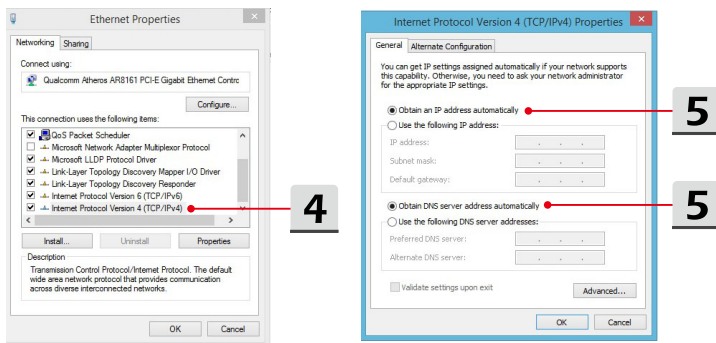 Ethernet Properties
Networking Sharing
Connect using:
Qualcomm Atheros AR8161 PCI-E Gigabit Ethernet Contrc
Configure...
This connection uses the following items:
QoS Packet Scheduler
Microsoft Network Adapter Multiplexor Protocol
Microsoft LLDP Protocol Driver
Link-Layer Topology Discovery Mapper I/O Driver
Link-Layer Topology Discovery Responder
Internet Protocol Version 6 (TCP/IPv6)
Internet Protocol Version 4 (TCP/IPv4)
4
Install... Uninstall Properties
Description
Transmission Control Protocol/Internet Protocol. The default
wide area network protocol that provides communication
across diverse interconnected networks.
OK Cancel
Internet Protocol Version 4 (TCP/IPv4) Properties
General Alternate Configuration
You can get IP settings assigned automatically if your network supports
this capability. Otherwise, you need to ask your network administrator
for the appropriate IP settings.
Obtain an IP address automatically
5
Use the following IP address:
IP address:
Subnet mask:
Default gateway:
Obtain DNS server address automatically
5
Use the following DNS server addresses:
Preferred DNS server:
Alternate DNS server:
Validate settings upon exit
Advanced...
OK Cancel